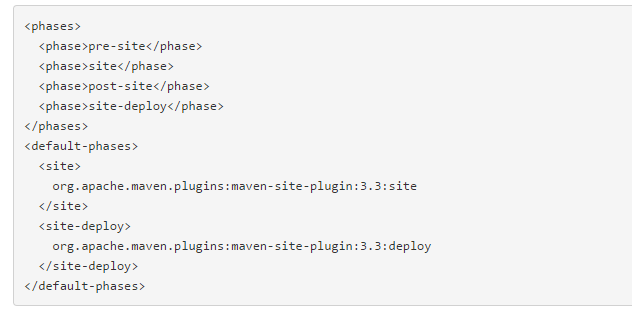 <phases>
  <phase>pre-site</phase>
  <phase>site</phase>
  <phase>post-site</phase>
  <phase>site-deploy</phase>
</phases>
<default-phases>
  <site>
    org.apache.maven.plugins:maven-site-plugin:3.3:site
  </site>
  <site-deploy>
    org.apache.maven.plugins:maven-site-plugin:3.3:deploy
  </site-deploy>
</default-phases>